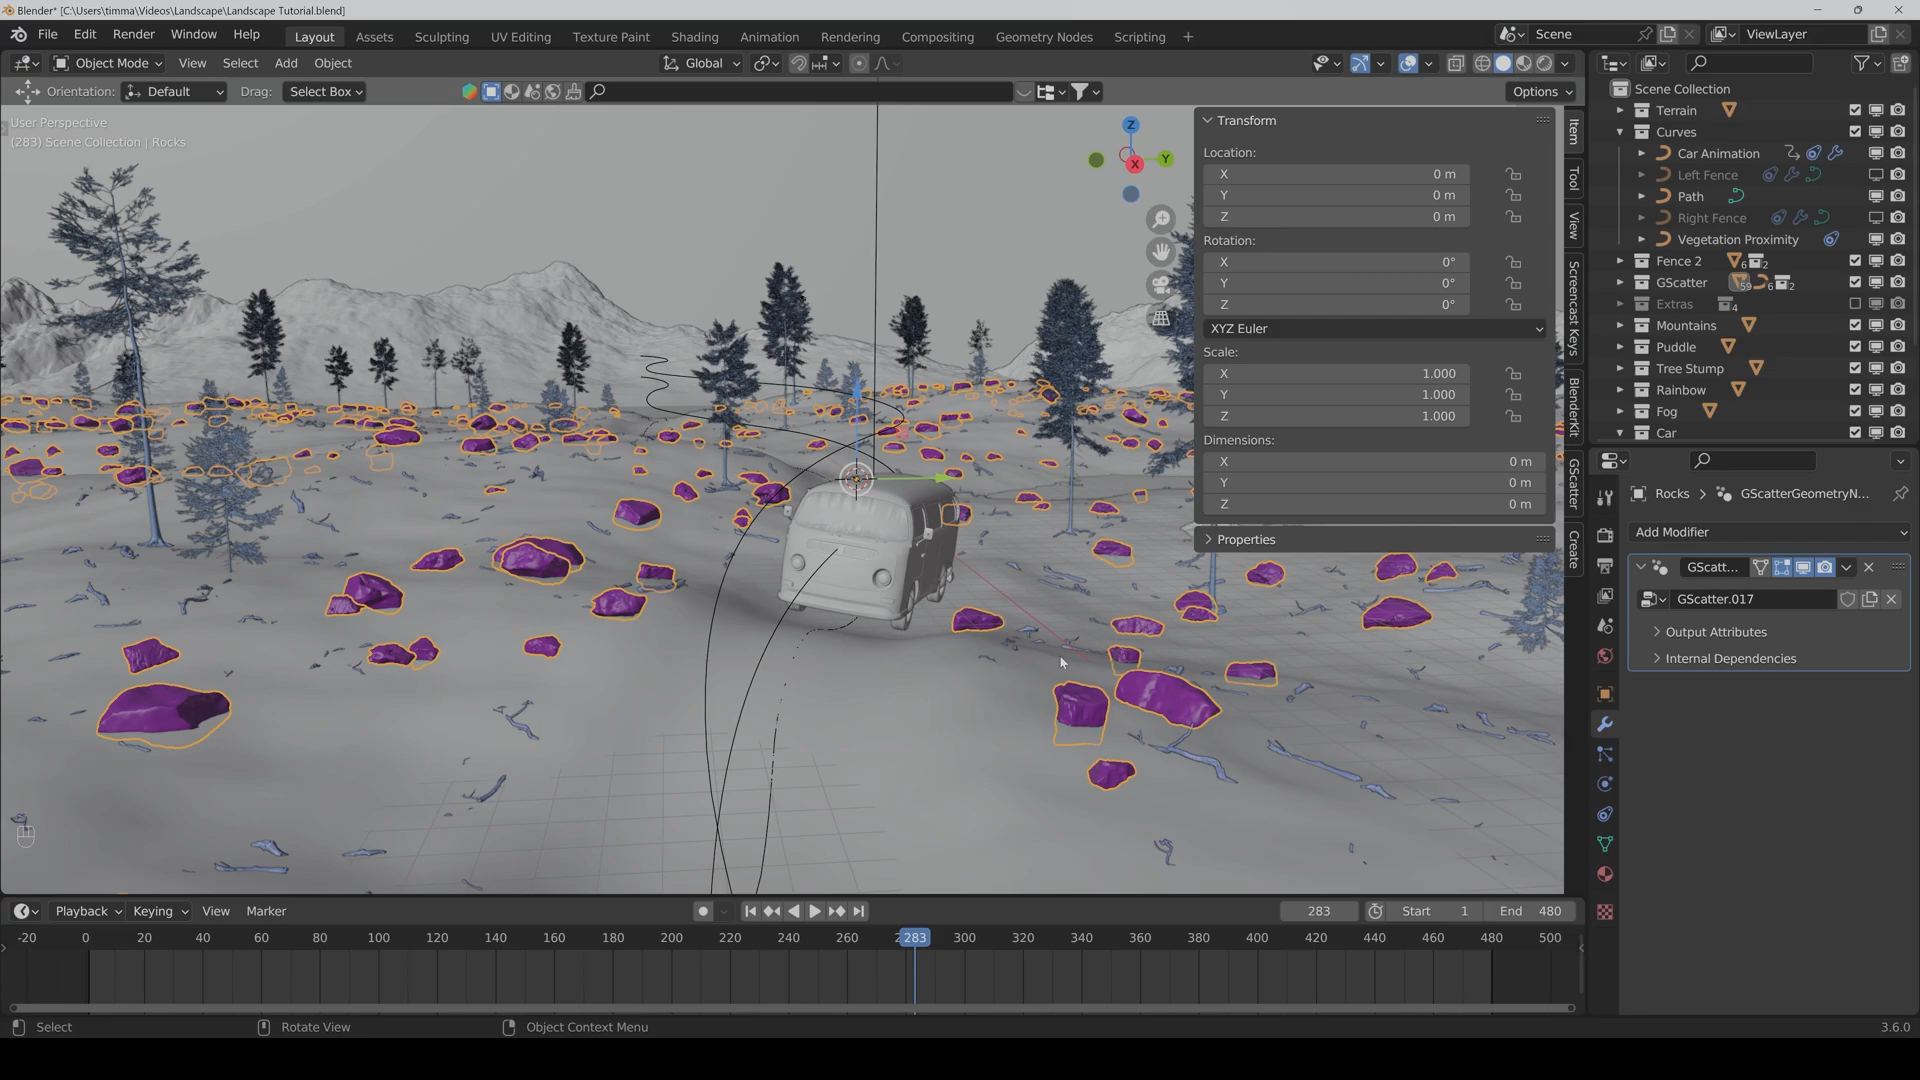 Blender* [C:\Users\timma\Videos\Landscape\Landscape Tutorial.blend]
File Edit Render Window Help Layout Assets Sculpting UV Editing Texture Paint Shading Animation Rendering Compositing Geometry Nodes Scripting + Scene ViewLayer
Object Mode View Select Add Object Global
Orientation: Default Drag: Select Box Options
User Perspective
(283) Scene Collection | Rocks
Z
Y
X
Transform
Location:
X 0 m
Y 0 m
Z 0 m
Rotation:
X 0°
Y 0°
Z 0°
XYZ Euler
Scale:
X 1.000
Y 1.000
Z 1.000
Dimensions:
X 0 m
Y 0 m
Z 0 m
Properties
Item
Tool
View
Screencast Keys
BlenderKit
GScatter
Create
Scene Collection
Terrain
Curves
Car Animation
Left Fence
Path
Right Fence
Vegetation Proximity
Fence 2 6 2
GScatter 59 6 2
Extras 4
Mountains
Puddle
Tree Stump
Rainbow
Fog
Car
Rocks GScatterGeometryN...
Add Modifier
GScatt...
GScatter.017
Output Attributes
Internal Dependencies
Playback Keying View Marker 283 Start 1 End 480
-20 0 20 40 60 80 100 120 140 160 180 200 220 240 260 283 300 320 340 360 380 400 420 440 460 480 500
Select Rotate View Object Context Menu 3.6.0